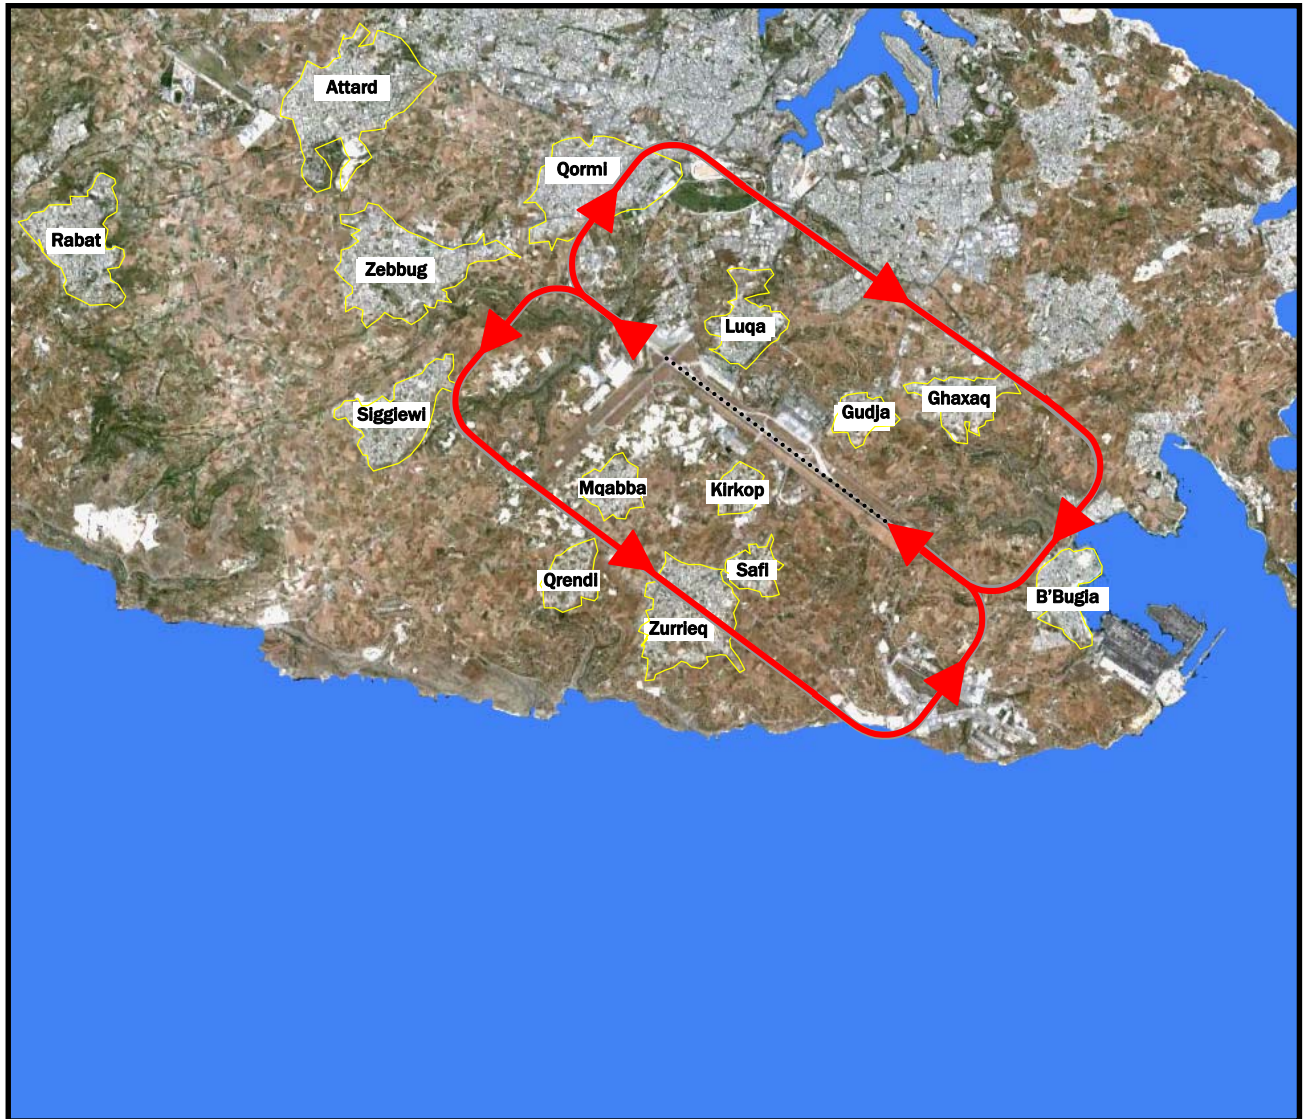 Attard
Qormi
Rabat
Zebbug
Luqa
Siggiewi
Gudja
Ghaxaq
Mqabba
Kirkop
Qrendi
Safi
B'Bugia
Zurrieq